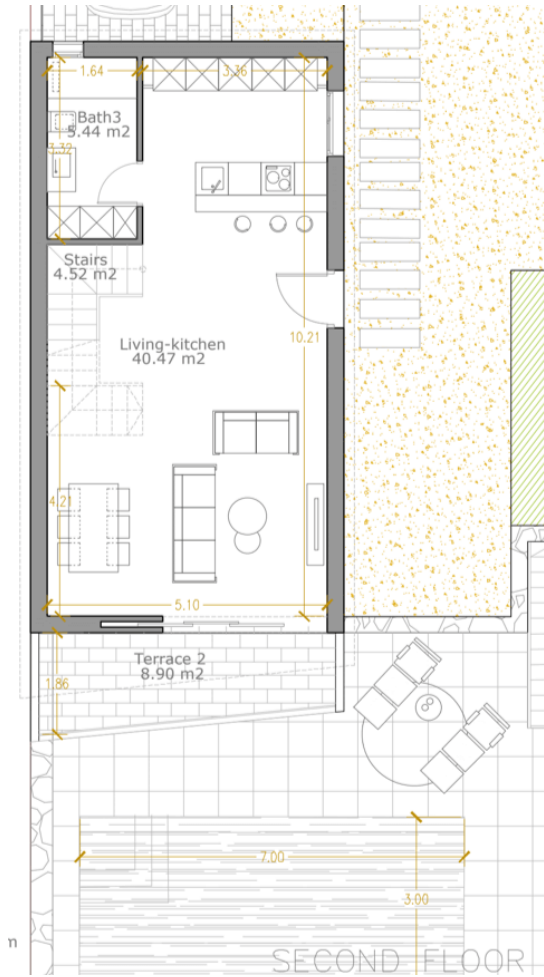 1.64
3.36
Bath3
5.44 m2
3.32
Stairs
4.52 m2
Living-kitchen
40.47 m2
10.21
4.21
5.10
Terrace 2
8.90 m2
1.86
7.00
3.00
m
SECOND FLOOR